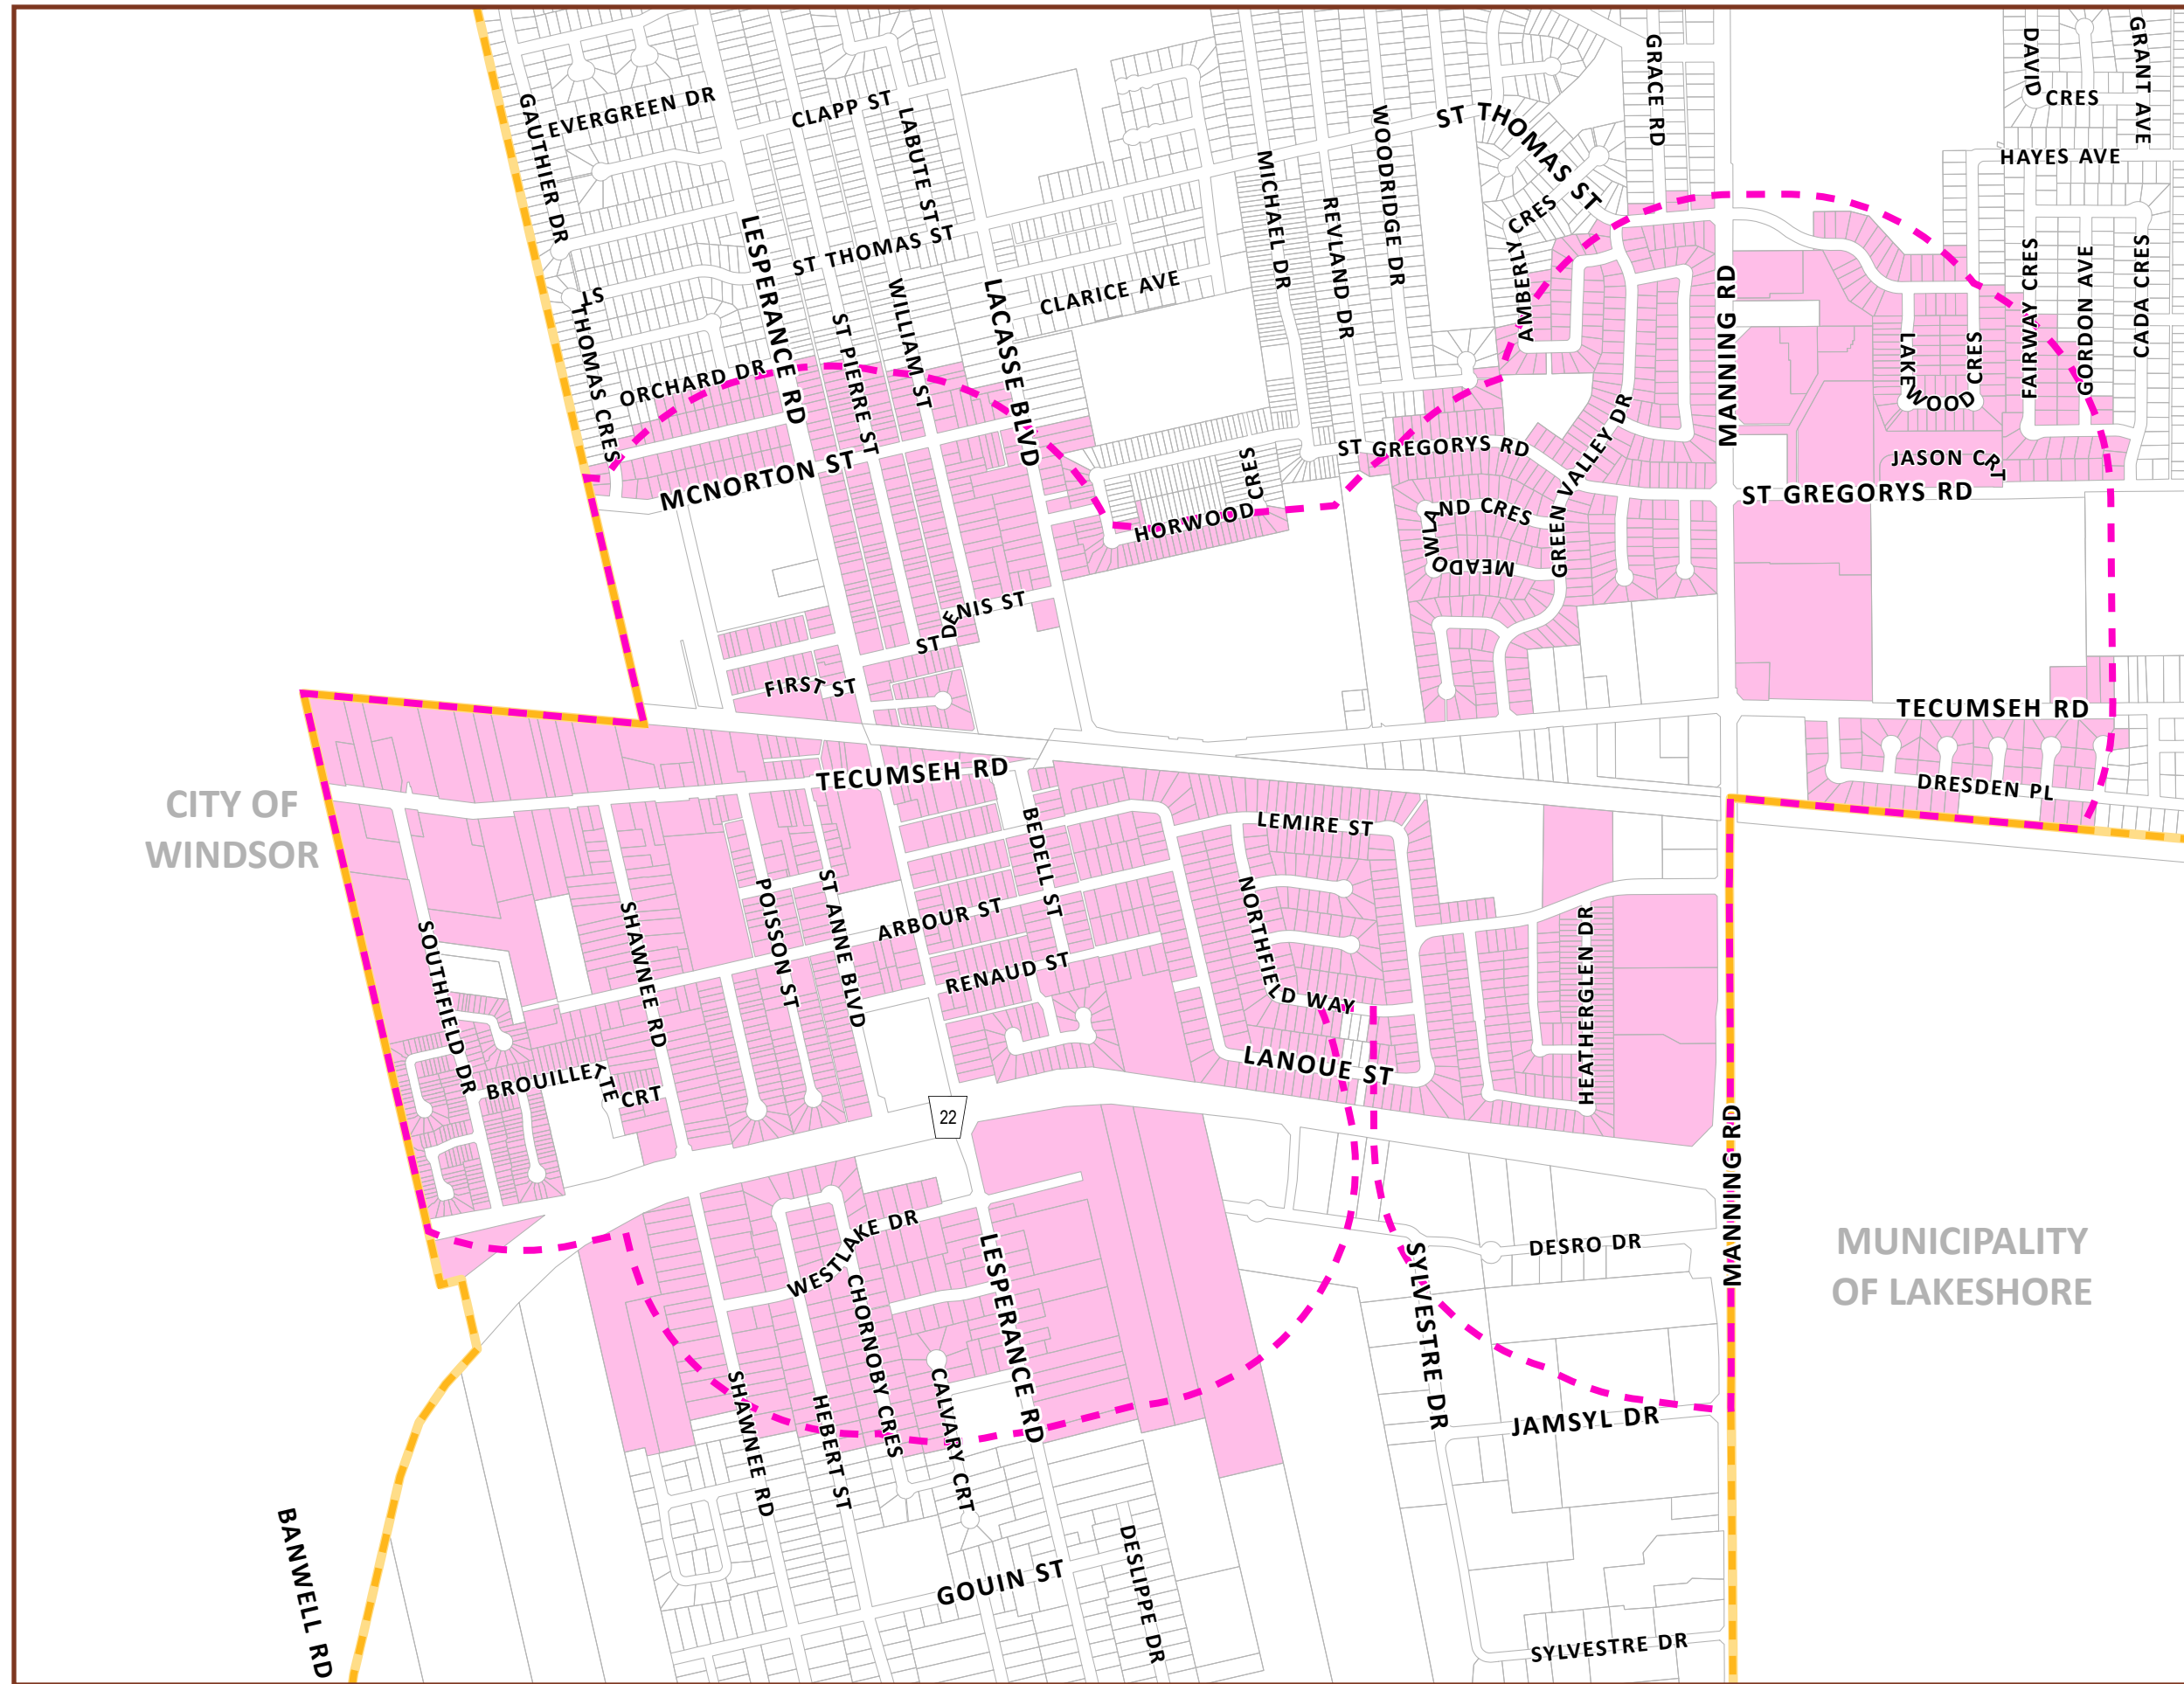 GAUTHIER DR
EVERGREEN DR
CLAPP ST
LABUTE ST
ST THOMAS ST
GRACE RD
DAVID
CRES
GRANT AVE
HAYES AVE
MICHAEL DR
REVLAND DR
WOODRIDGE DR
AMBERLY CRES
LESPERANCE RD
ST THOMAS ST
WILLIAM ST
LACASSE BLVD
CLARICE AVE
ST PIERRE ST
LS
THOMAS CRES
ORCHARD DR
MCNORTON ST
MANNING RD
LAKEWOOD
CRES
FAIRWAY CRES
GORDON AVE
CADA CRES
JASON CRT
ST GREGORYS RD
ST GREGORYS RD
GREEN VALLEY DR
HORWOOD
CRES
MEADOWLAND CRES
ST DENIS ST
FIRST ST
TECUMSEH RD
DRESDEN PL
TECUMSEH RD
CITY OF
WINDSOR
BEDELL ST
LEMIRE ST
NORTHFIELD WAY
POISSON ST
ST ANNE BLVD
ARBOUR ST
RENAUD ST
SHAWNEE RD
SOUTHFIELD DR
BROUILLETTE CRT
HEATHERGLEN DR
LANOUE ST
22
MANNING RD
MUNICIPALITY
OF LAKESHORE
WESTLAKE DR
CHORNOBY CRES
LESPERANCE RD
DESRO DR
SYLVESTRE DR
SHAWNEE RD
HEBERT ST
CALVARY CRT
JAMSYL DR
BANWELL RD
GOUIN ST
DESLIPPE DR
SYLVESTRE DR